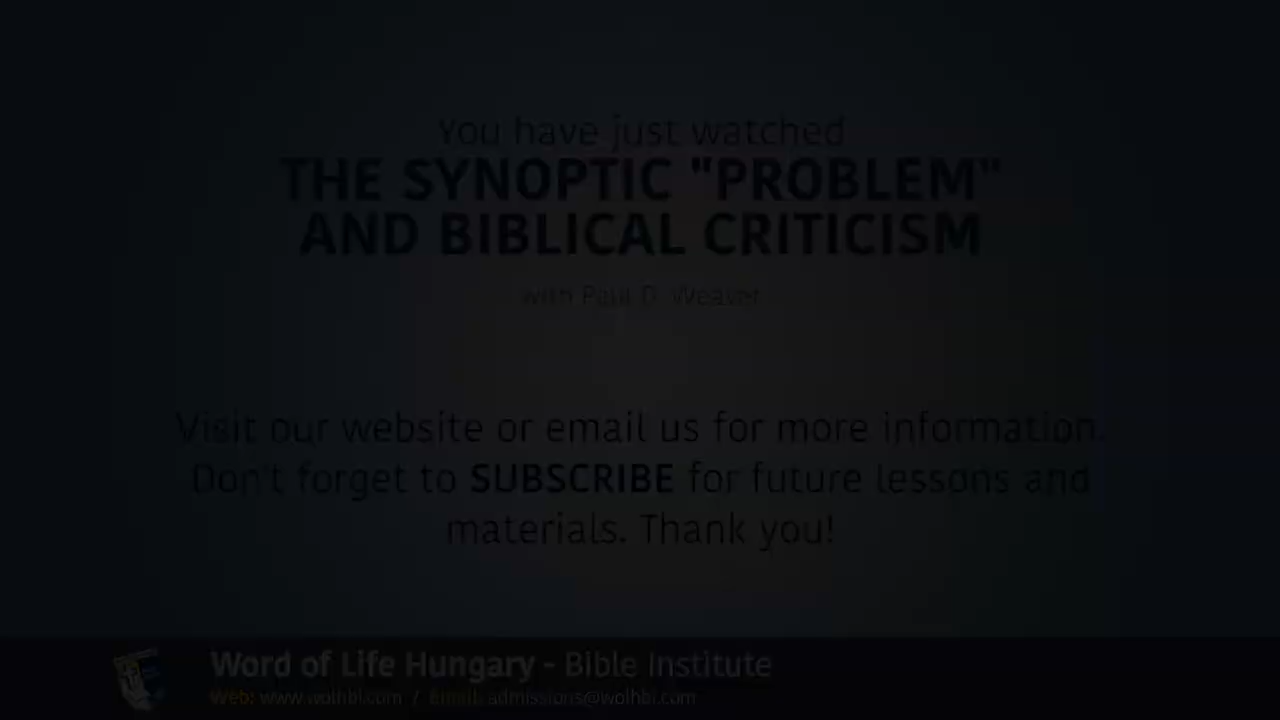 You have just watched
THE SYNOPTIC "PROBLEM"
AND BIBLICAL CRITICISM
with Paul D. Weaver
Visit our website or email us for more information.
Don't forget to SUBSCRIBE for future lessons and
materials. Thank you!
Word of Life Hungary - Bible Institute
Web: www.wolhbi.com / Email: admissions@wolhbi.com